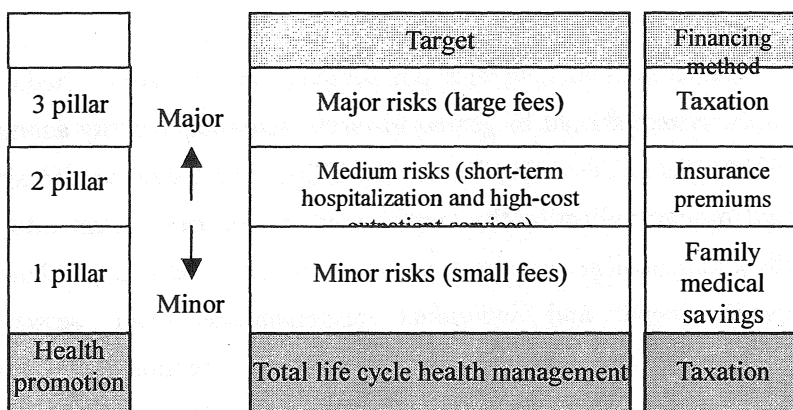 Target
Financing
method
3 pillar
Major
Major risks (large fees)
Taxation
2 pillar
Medium risks (short-term
hospitalization and high-cost
outpatient services)
Insurance
premiums
1 pillar
Minor
Minor risks (small fees)
Family
medical
savings
Health
promotion
Total life cycle health management
Taxation